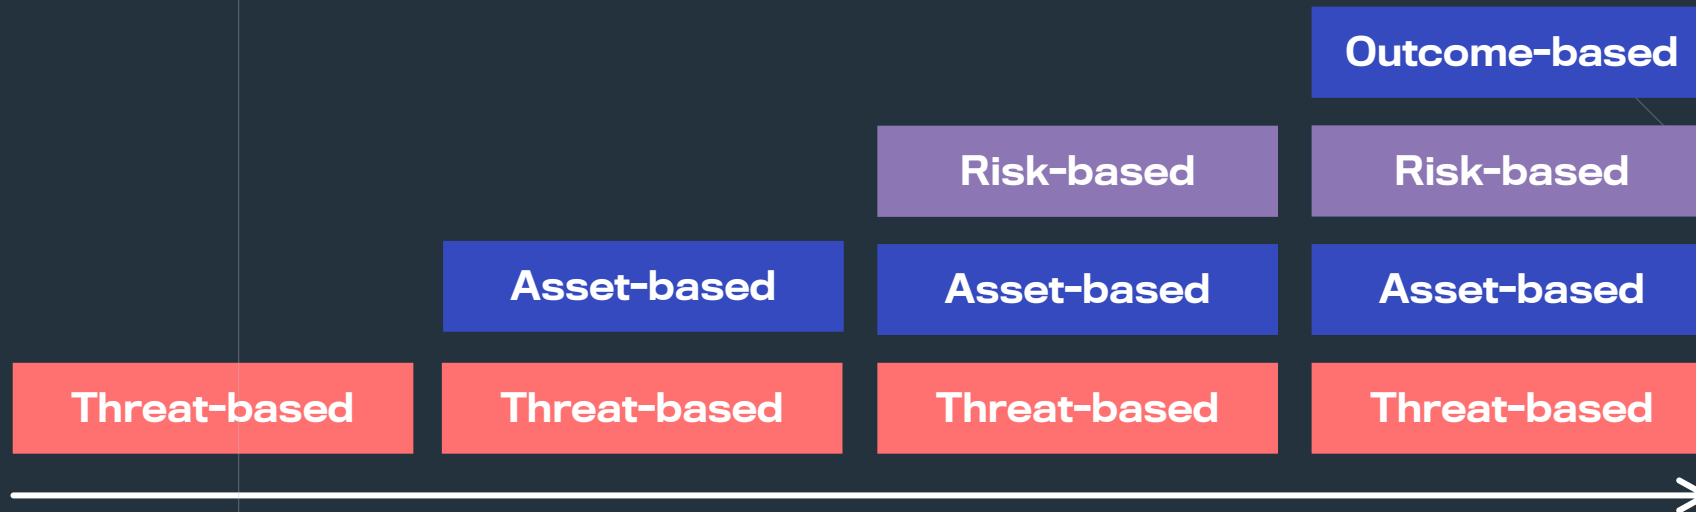 Outcome-based
Risk-based
Risk-based
Asset-based
Asset-based
Asset-based
Threat-based
Threat-based
Threat-based
Threat-based